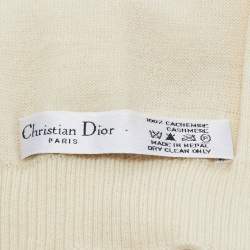 Christian Dior
PARIS
100% CACHEMIRE
CASHMERE
MADE IN NEPAL
DRY CLEAN ONLY